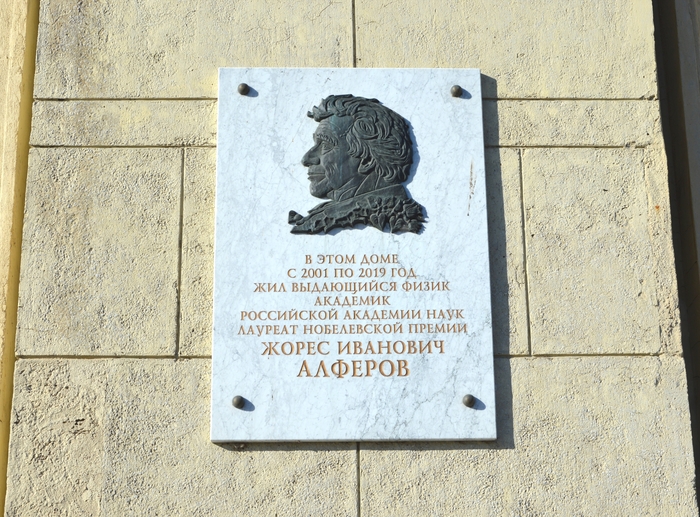 В ЭТОМ ДОМЕ
С 2001 ПО 2019 ГОД
ЖИЛ ВЫДАЮЩИЙСЯ ФИЗИК
АКАДЕМИК
РОССИЙСКОЙ АКАДЕМИИ НАУК
ЛАУРЕАТ НОБЕЛЕВСКОЙ ПРЕМИИ
ЖОРЕС ИВАНОВИЧ
АЛФЕРОВ